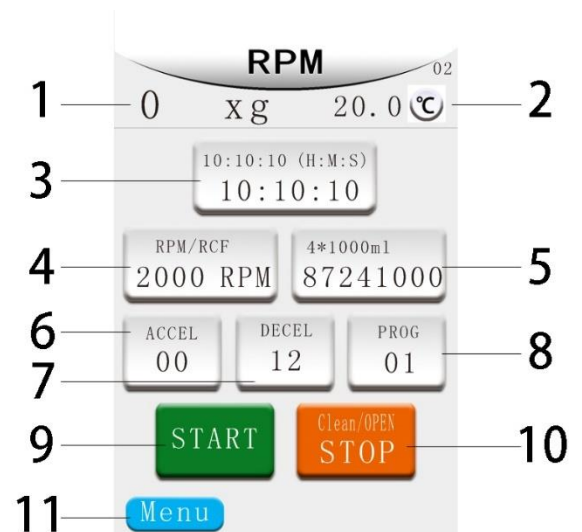 RPM
02
1 0 xg 20.0 ℃ 2
10:10:10 (H:M:S)
3 10:10:10
RPM/RCF 4*1000ml
4 2000 RPM 87241000 5
6 ACCEL DECEL PROG
00 12 01 8
7
9 START Clean/OPEN
STOP 10
11 Menu